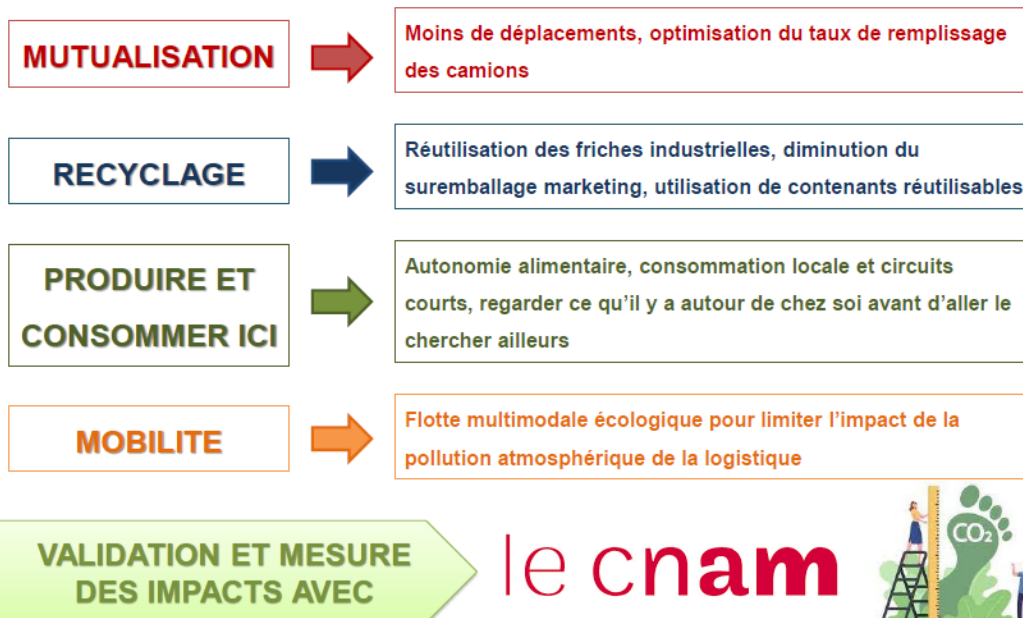 MUTUALISATION
Moins de déplacements, optimisation du taux de remplissage
des camions
RECYCLAGE
Réutilisation des friches industrielles, diminution du
suremballage marketing, utilisation de contenants réutilisables
PRODUIRE ET
CONSOMMER ICI
Autonomie alimentaire, consommation locale et circuits
courts, regarder ce qu'il y a autour de chez soi avant d'aller le
chercher ailleurs
MOBILITE
Flotte multimodale écologique pour limiter l'impact de la
pollution atmosphérique de la logistique
VALIDATION ET MESURE
DES IMPACTS AVEC
le cnam
CO₂